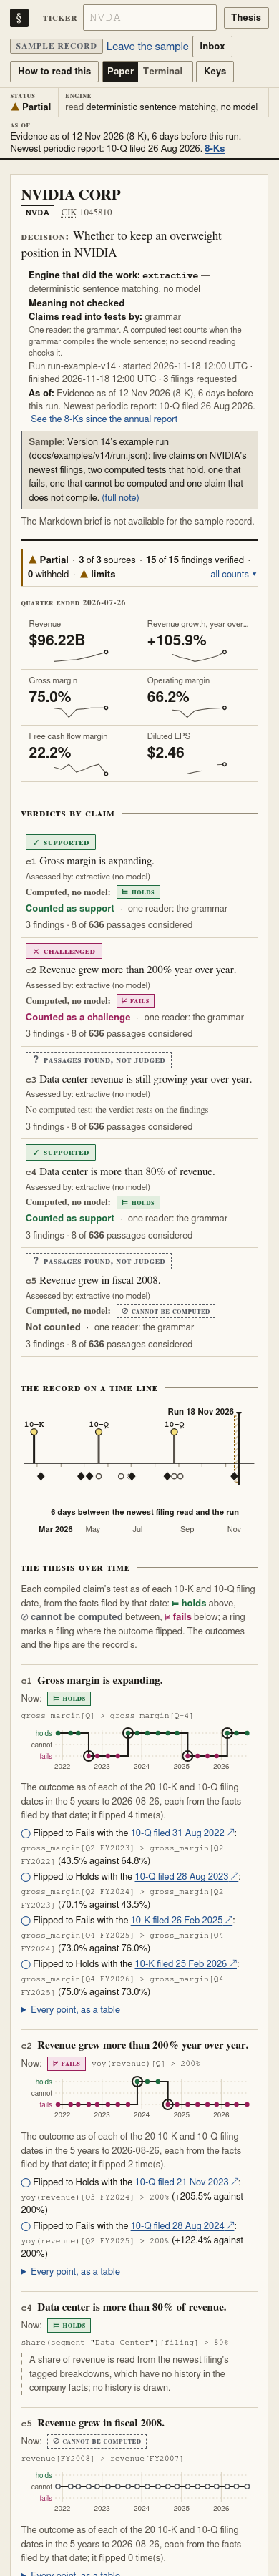 § TICKER NVDA Thesis
SAMPLE RECORD Leave the sample Inbox
How to read this Paper Terminal Keys
STATUS ENGINE
▲ Partial read deterministic sentence matching, no model
AS OF
Evidence as of 12 Nov 2026 (8-K), 6 days before this run.
Newest periodic report: 10-Q filed 26 Aug 2026. 8-Ks
NVIDIA CORP
NVDA CIK 1045810
DECISION: Whether to keep an overweight
position in NVIDIA
Engine that did the work: extractive —
deterministic sentence matching, no model
Meaning not checked
Claims read into tests by: grammar
One reader: the grammar. A computed test counts when the
grammar compiles the whole sentence; no second reading
checks it.
Run run-example-v14 · started 2026-11-18 12:00 UTC ·
finished 2026-11-18 12:00 UTC · 3 filings requested
As of: Evidence as of 12 Nov 2026 (8-K), 6 days before
this run. Newest periodic report: 10-Q filed 26 Aug 2026.
See the 8-Ks since the annual report
Sample: Version 14's example run
(docs/examples/v14/run.json): five claims on NVIDIA's
newest filings, two computed tests that hold, one that
fails, one that cannot be computed and one claim that
does not compile. (full note)
The Markdown brief is not available for the sample record.
▲ Partial · 3 of 3 sources · 15 of 15 findings verified ·
0 withheld · ▲ limits all counts ▾
QUARTER ENDED 2026-07-26
Revenue Revenue growth, year over…
$96.22B +105.9%
Gross margin Operating margin
75.0% 66.2%
Free cash flow margin Diluted EPS
22.2% $2.46
VERDICTS BY CLAIM
✓ SUPPORTED
c1 Gross margin is expanding.
Assessed by: extractive (no model)
Computed, no model: ⊨ HOLDS
Counted as support · one reader: the grammar
3 findings · 8 of 636 passages considered
✕ CHALLENGED
c2 Revenue grew more than 200% year over year.
Assessed by: extractive (no model)
Computed, no model: ⊭ FAILS
Counted as a challenge · one reader: the grammar
3 findings · 8 of 636 passages considered
? PASSAGES FOUND, NOT JUDGED
c3 Data center revenue is still growing year over year.
Assessed by: extractive (no model)
No computed test: the verdict rests on the findings
3 findings · 8 of 636 passages considered
✓ SUPPORTED
c4 Data center is more than 80% of revenue.
Assessed by: extractive (no model)
Computed, no model: ⊨ HOLDS
Counted as support · one reader: the grammar
3 findings · 8 of 636 passages considered
? PASSAGES FOUND, NOT JUDGED
c5 Revenue grew in fiscal 2008.
Assessed by: extractive (no model)
Computed, no model: ⊘ CANNOT BE COMPUTED
Not counted · one reader: the grammar
3 findings · 8 of 636 passages considered
THE RECORD ON A TIME LINE
Run 18 Nov 2026
10-K 10-Q 10-Q
6 days between the newest filing read and the run
Mar 2026 May Jul Sep Nov
THE THESIS OVER TIME
Each compiled claim's test as of each 10-K and 10-Q filing
date, from the facts filed by that date: ⊨ holds above,
⊘ cannot be computed between, ⊭ fails below; a ring
marks a filing where the outcome flipped. The outcomes
and the flips are the record's.
c1 Gross margin is expanding.
Now: ⊨ HOLDS
gross_margin[Q] > gross_margin[Q-4]
holds
cannot
fails
2022 2023 2024 2025 2026
The outcome as of each of the 20 10-K and 10-Q filing
dates in the 5 years to 2026-08-26, each from the facts
filed by that date; it flipped 4 time(s).
Flipped to Fails with the 10-Q filed 31 Aug 2022 ↗:
gross_margin[Q2 FY2023] > gross_margin[Q2
FY2022] (43.5% against 64.8%)
Flipped to Holds with the 10-Q filed 28 Aug 2023 ↗:
gross_margin[Q2 FY2024] > gross_margin[Q2
FY2023] (70.1% against 43.5%)
Flipped to Fails with the 10-K filed 26 Feb 2025 ↗:
gross_margin[Q4 FY2025] > gross_margin[Q4
FY2024] (73.0% against 76.0%)
Flipped to Holds with the 10-K filed 25 Feb 2026 ↗:
gross_margin[Q4 FY2026] > gross_margin[Q4
FY2025] (75.0% against 73.0%)
▶ Every point, as a table
c2 Revenue grew more than 200% year over year.
Now: ⊭ FAILS yoy(revenue)[Q] > 200%
holds
cannot
fails
2022 2023 2024 2025 2026
The outcome as of each of the 20 10-K and 10-Q filing
dates in the 5 years to 2026-08-26, each from the facts
filed by that date; it flipped 2 time(s).
Flipped to Holds with the 10-Q filed 21 Nov 2023 ↗:
yoy(revenue)[Q3 FY2024] > 200% (+205.5% against
200%)
Flipped to Fails with the 10-Q filed 28 Aug 2024 ↗:
yoy(revenue)[Q2 FY2025] > 200% (+122.4% against
200%)
▶ Every point, as a table
c4 Data center is more than 80% of revenue.
Now: ⊨ HOLDS
share(segment "Data Center")[filing] > 80%
A share of revenue is read from the newest filing's
tagged breakdowns, which have no history in the
company facts; no history is drawn.
c5 Revenue grew in fiscal 2008.
Now: ⊘ CANNOT BE COMPUTED
revenue[FY2008] > revenue[FY2007]
holds
cannot
fails
2022 2023 2024 2025 2026
The outcome as of each of the 20 10-K and 10-Q filing
dates in the 5 years to 2026-08-26, each from the facts
filed by that date; it flipped 0 time(s).
▶ Every point, as a table